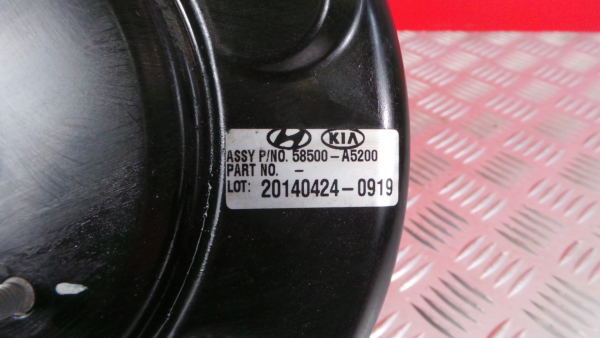 KIA
ASSY P/NO. 58500-A5200
PART NO. -
LOT: 20140424-0919